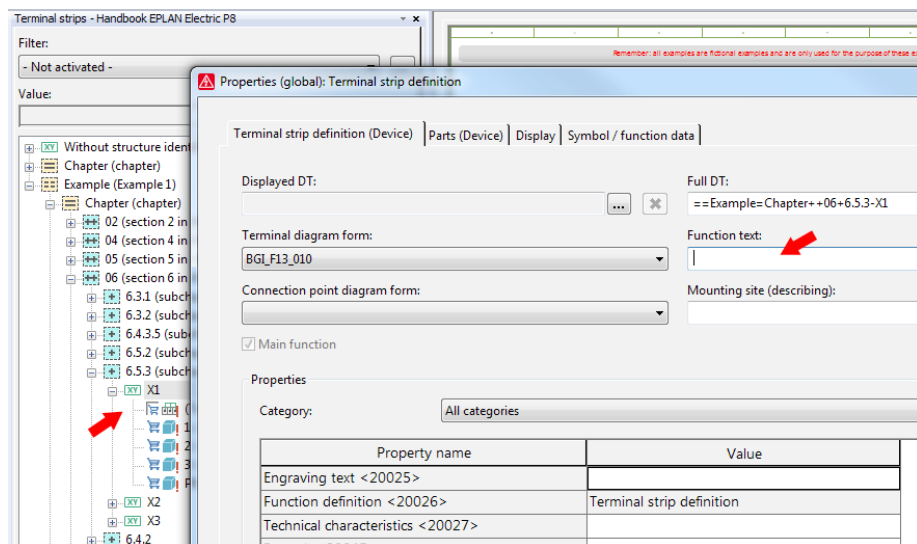 Terminal strips - Handbook EPLAN Electric P8
Filter:
- Not activated -
Value:
Remember: all examples are fictional examples and are only used for the purpose of these
Without structure ident
Chapter (chapter)
Example (Example 1)
Chapter (chapter)
02 (section 2 in
04 (section 4 in
05 (section 5 in
06 (section 6 in
6.3.1 (subch
6.3.2 (subch
6.4.3.5 (sub
6.5.2 (subch
6.5.3 (subch
XY X1
(
1
2
3
P
XY X2
XY X3
6.4.2
Properties (global): Terminal strip definition
Terminal strip definition (Device) Parts (Device) Display Symbol / function data
Displayed DT:
...
Full DT:
==Example=Chapter++06+6.5.3-X1
Terminal diagram form:
BGI_F13_010
Function text:
Connection point diagram form:
Mounting site (describing):
Main function
Properties
Category:
All categories
Property name Value
Engraving text <20025>
Function definition <20026> Terminal strip definition
Technical characteristics <20027>